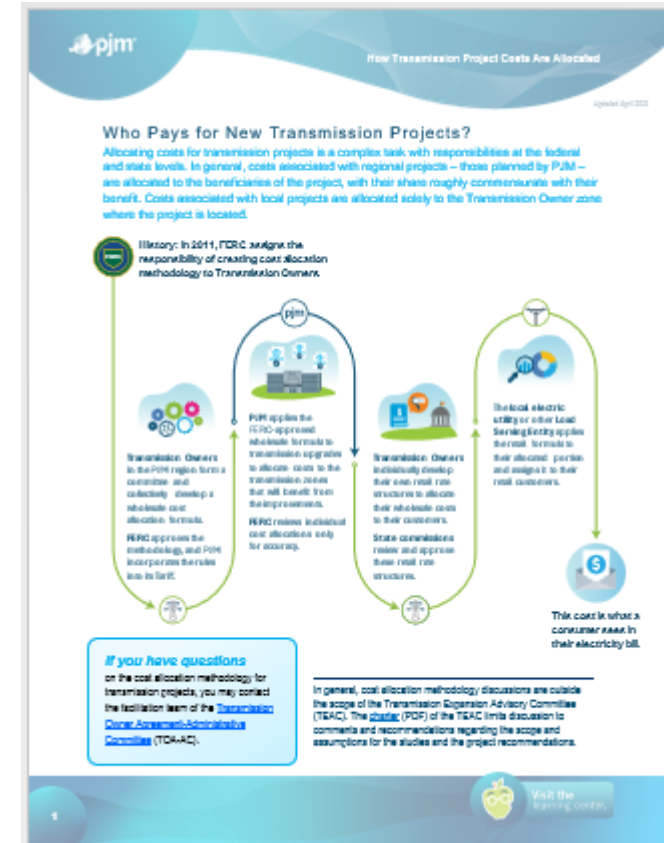 pjm
How Transmission Project Costs Are Allocated
Who Pays for New Transmission Projects?
Allocating costs for transmission projects is a complex task with responsibilities at the federal
and state levels. In general, costs associated with regional projects – those planned by PJM –
are allocated to the beneficiaries of the project, with their share roughly commensurate with their
benefit. Costs associated with local projects are allocated solely to the Transmission Owner zone
where the project is located.
History: In 2011, FERC assigns the
responsibility of creating cost allocation
methodology to Transmission Owners
pjm
Transmission Owners
in the PJM region form a
committee and
collectively develop a
wholesale cost
allocation formula.
FERC approves the
methodology, and PJM
incorporates the rules
into its Tariff.
PJM applies the
FERC-approved
wholesale formula to
transmission upgrades
to allocate costs to the
transmission zones
that will benefit from
the improvements.
FERC reviews individual
cost allocations only
for accuracy.
Transmission Owners
individually develop
their own retail rate
structures to allocate
their wholesale costs
to their customers.
State commissions
review and approve
these retail rate
structures.
The local electric
utility or other Load
Serving Entity applies
the retail formula to
their allocated portion
and assigns it to their
retail customers.
$
This cost is what a
consumer sees in
their electricity bill.
If you have questions
on the cost allocation methodology for
transmission projects, you may contact
the facilitation team of the Transmission
Owner Agreement-Administrative
Committee (TOA-AC).
In general, cost allocation methodology discussions are outside
the scope of the Transmission Expansion Advisory Committee
(TEAC). The charter (PDF) of the TEAC limits discussion to
comments and recommendations regarding the scope and
assumptions for the studies and the project recommendations.
1
Visit the
learning center.